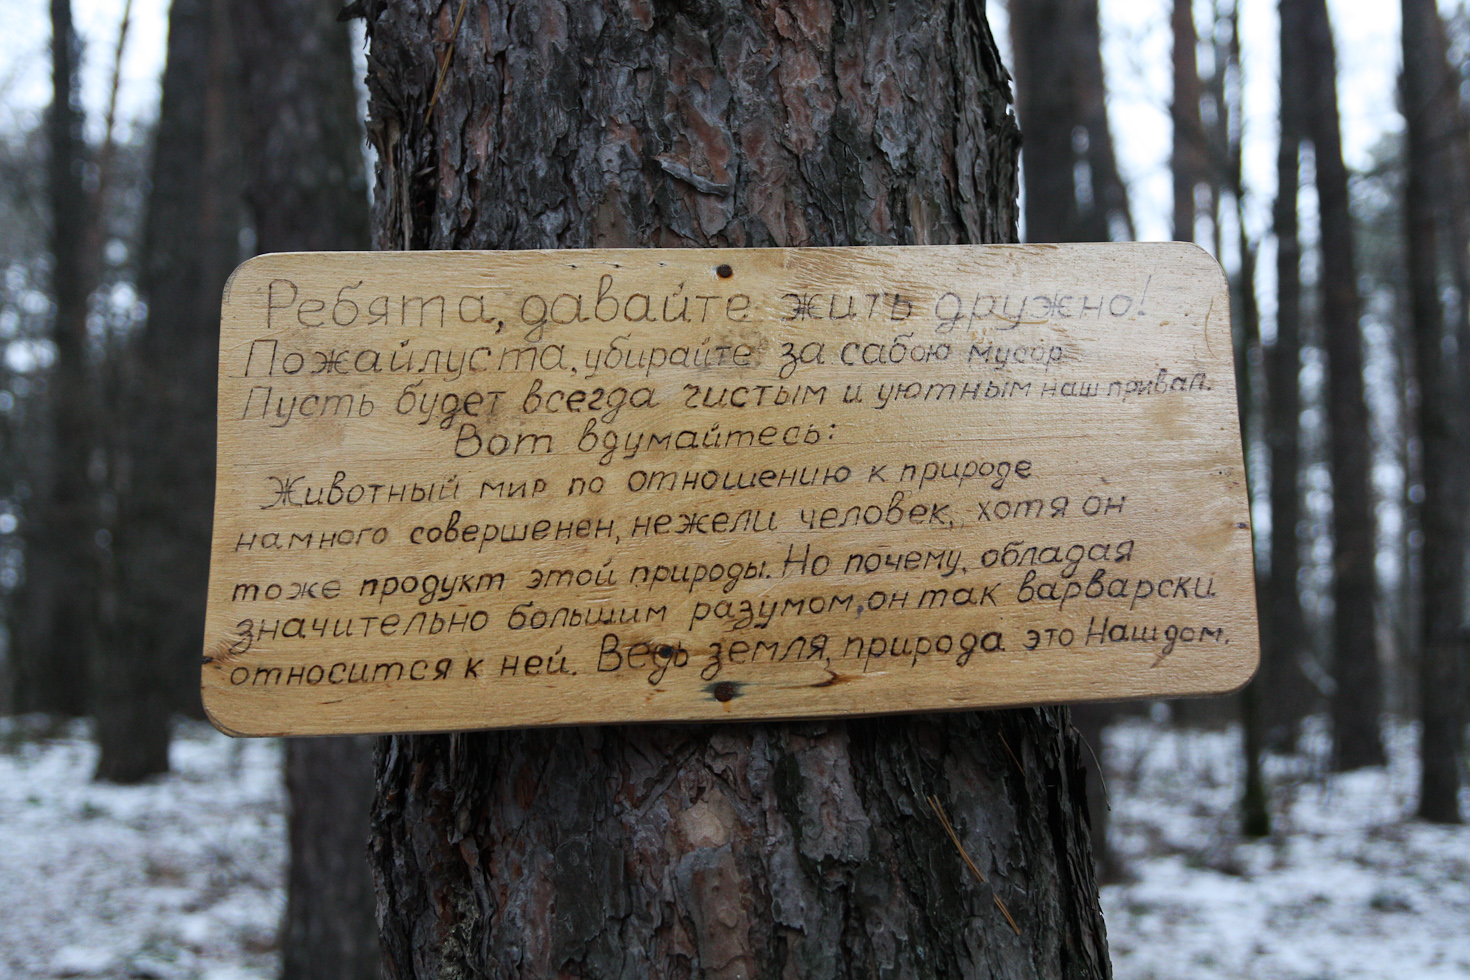 Ребята, давайте жить дружно!
Пожайлуста, убирайте за сабою мусор
Пусть будет всегда чистым и уютным наш привал.
Вот вдумайтесь:
Животный мир по отношению к природе
намного совершенен, нежели человек, хотя он
тоже продукт этой природы. Но почему, обладая
значительно большим разумом, он так варварски
относится к ней. Ведь земля, природа это Наш дом.